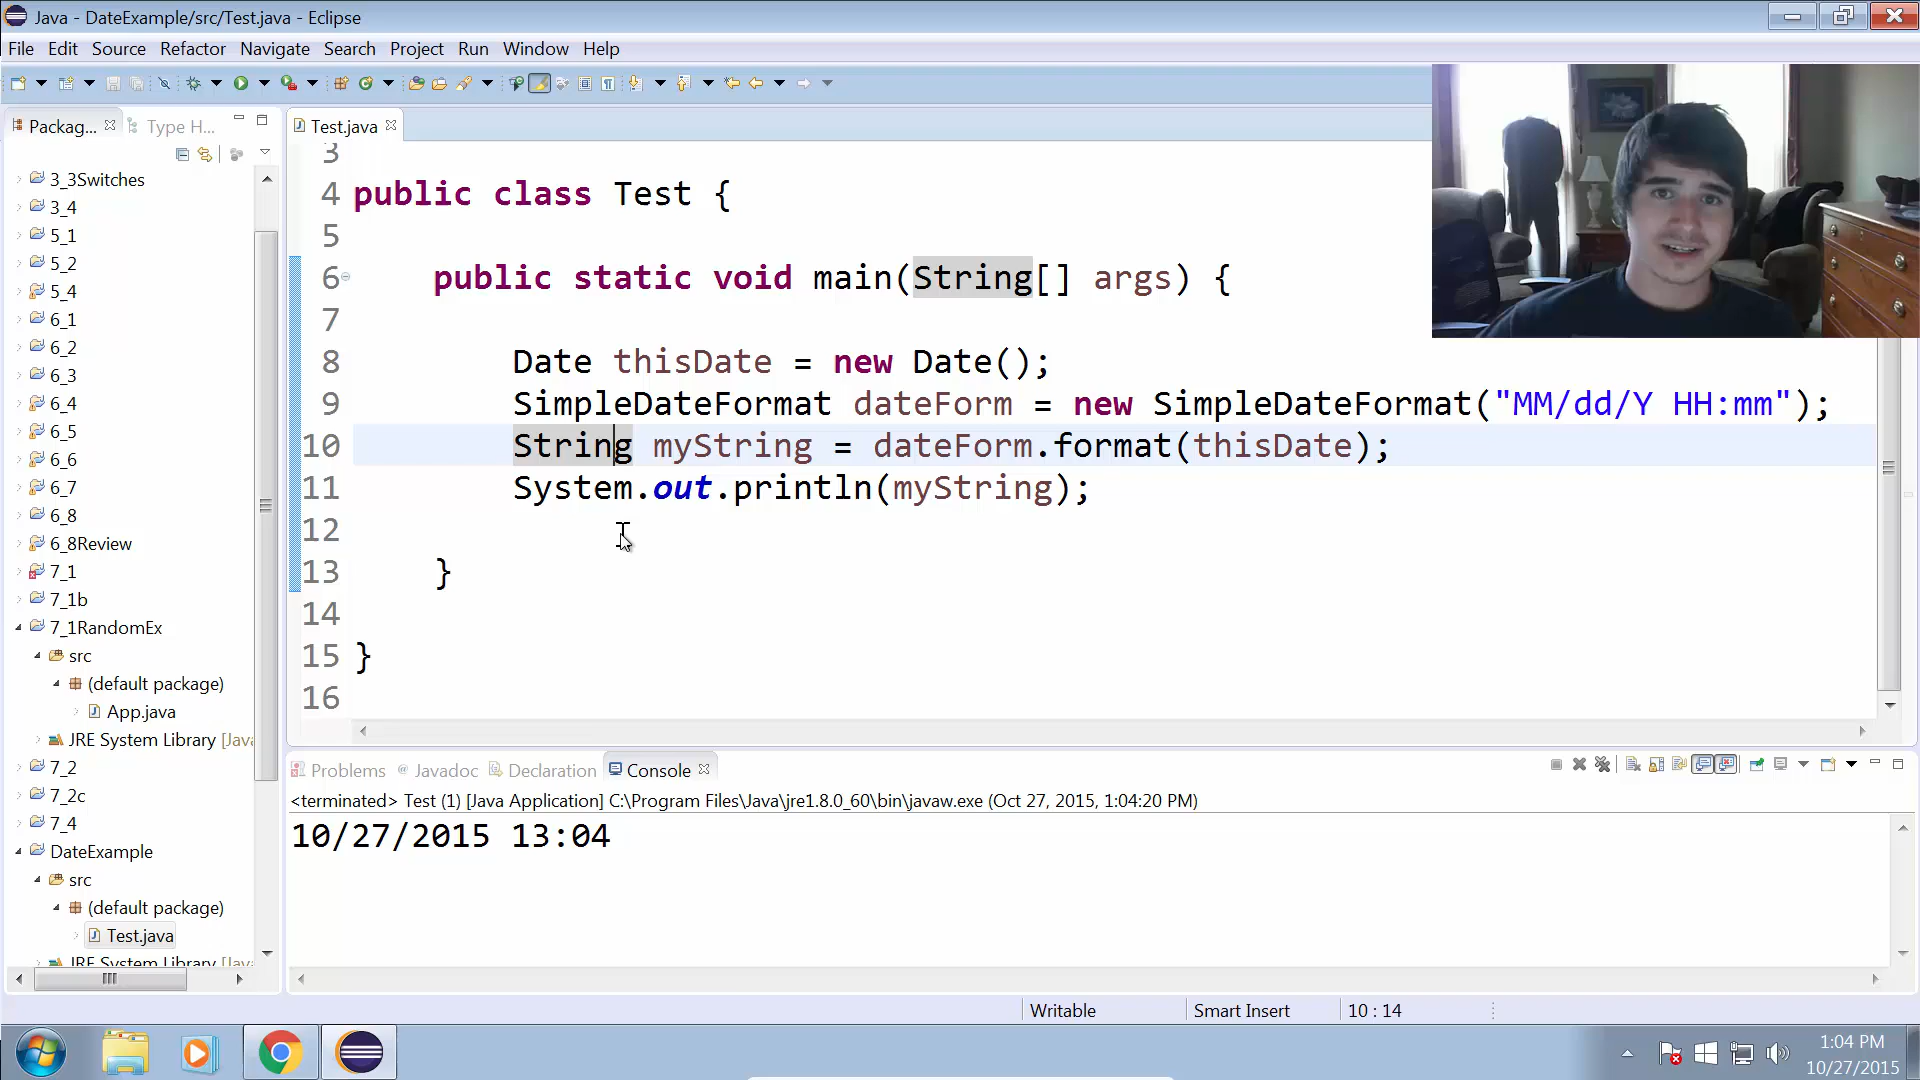 Java - DateExample/src/Test.java - Eclipse
File Edit Source Refactor Navigate Search Project Run Window Help
Packag... Type H...
3_3Switches
3_4
5_1
5_2
5_4
6_1
6_2
6_3
6_4
6_5
6_6
6_7
6_8
6_8Review
7_1
7_1b
7_1RandomEx
src
(default package)
App.java
JRE System Library [Java
7_2
7_2c
7_4
DateExample
src
(default package)
Test.java
JRE System Library [Java
Test.java
3
4 public class Test {
5
6 public static void main(String[] args) {
7
8 Date thisDate = new Date();
9 SimpleDateFormat dateForm = new SimpleDateFormat("MM/dd/Y HH:mm");
10 String myString = dateForm.format(thisDate);
11 System.out.println(myString);
12
13 }
14
15 }
16
Problems @ Javadoc Declaration Console
<terminated> Test (1) [Java Application] C:\Program Files\Java\jre1.8.0_60\bin\javaw.exe (Oct 27, 2015, 1:04:20 PM)
10/27/2015 13:04
Writable Smart Insert 10 : 14
1:04 PM
10/27/2015